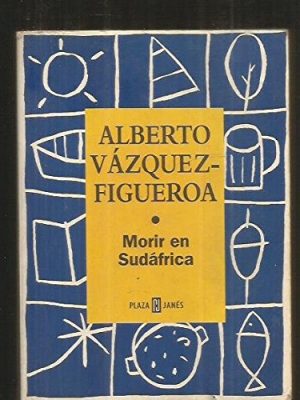 ALBERTO
VÁZQUEZ-
FIGUEROA
Morir en
Sudáfrica
PLAZA JANÉS